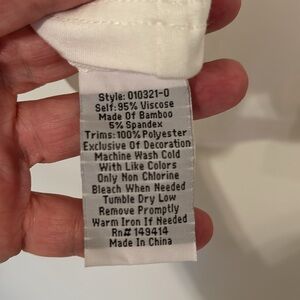 Style: 010321-0
Self: 95% Viscose
Made Of Bamboo
5% Spandex
Trims: 100% Polyester
Exclusive Of Decoration
Machine Wash Cold
With Like Colors
Only Non Chlorine
Bleach When Needed
Tumble Dry Low
Remove Promptly
Warm Iron If Needed
Rn# 149414
Made In China